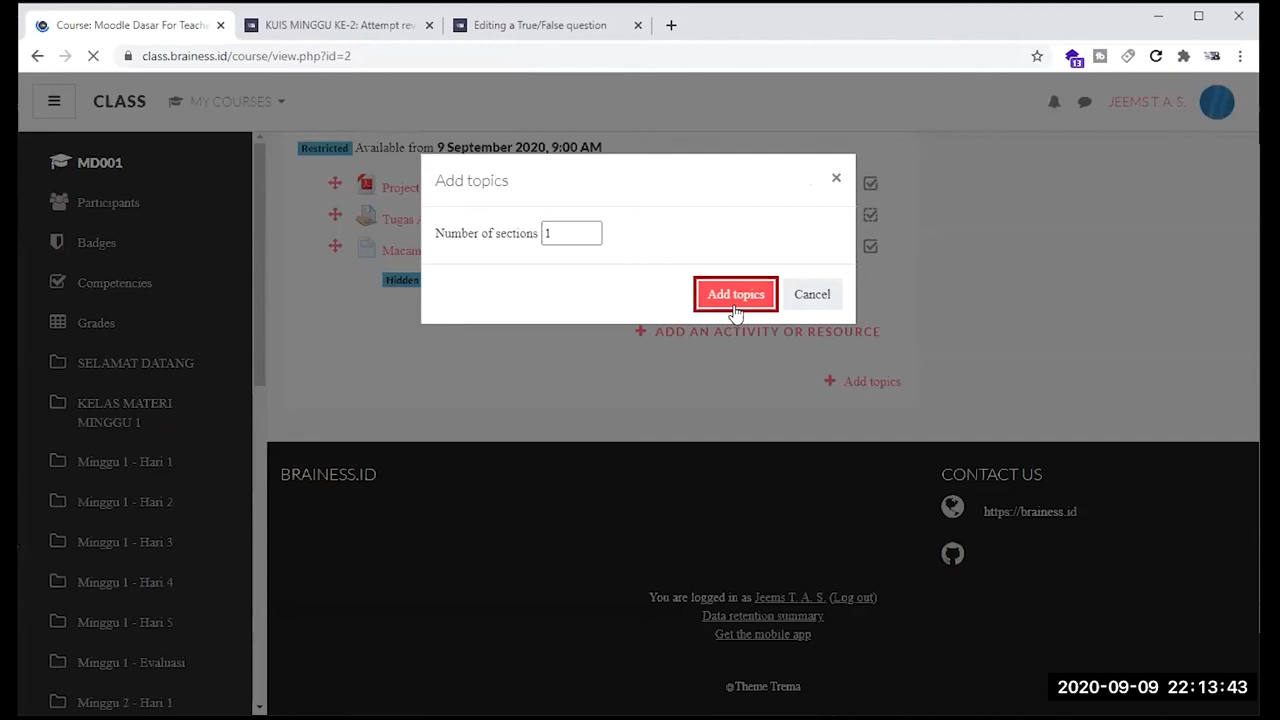 Course: Moodle Dasar For Teache
KUIS MINGGU KE-2: Attempt rev
Editing a True/False question
class.brainess.id/course/view.php?id=2
13
CLASS
MY COURSES
JEEMS T. A. S.
MD001
Participants
Badges
Competencies
Grades
SELAMAT DATANG
KELAS MATERI
MINGGU 1
Minggu 1 - Hari 1
Minggu 1 - Hari 2
Minggu 1 - Hari 3
Minggu 1 - Hari 4
Minggu 1 - Hari 5
Minggu 1 - Evaluasi
Minggu 2 - Hari 1
Restricted Available from 9 September 2020, 9:00 AM
Project
Tugas A
Macam
Hidden
Add topics
Number of sections 1
Add topics Cancel
ADD AN ACTIVITY OR RESOURCE
Add topics
BRAINESS.ID
CONTACT US
https://brainess.id
You are logged in as Jeems T. A. S. (Log out)
Data retention summary
Get the mobile app
@Theme Trema
2020-09-09 22:13:43